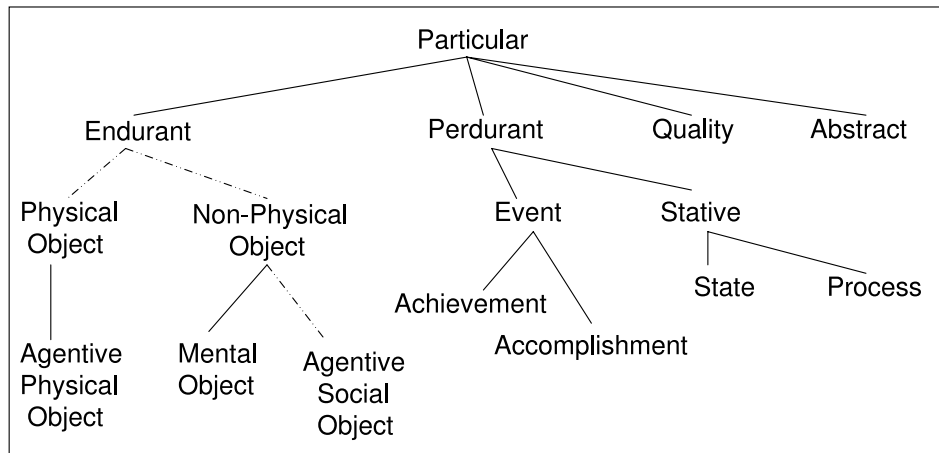 Particular
Endurant
Perdurant
Quality
Abstract
Physical
Object
Non-Physical
Object
Event
Stative
Achievement
Accomplishment
State
Process
Agentive
Physical
Object
Mental
Object
Agentive
Social
Object